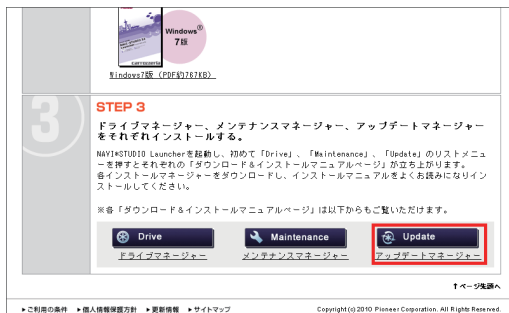 Windows®
7版
carrozzeria
Windows7版 (PDF約767KB)
3
STEP 3
ドライブマネージャー、メンテナンスマネージャー、アップデートマネージャー
をそれぞれインストールする。
NAVI*STUDIO Launcherを起動し、初めて「Drive」、「Maintenance」、「Update」のリストメニュ
ーを押すとそれぞれの「ダウンロード&インストールマニュアルページ」が立ち上がります。
各インストールマネージャーをダウンロードし、インストールマニュアルをよくお読みになりイン
ストールしてください。
※各「ダウンロード&インストールマニュアルページ」は以下からもご覧いただけます。
Drive
Maintenance
Update
ドライブマネージャー
メンテナンスマネージャー
アップデートマネージャー
↑ページ先頭へ
▶ご利用の条件 ▶個人情報保護方針 ▶更新情報 ▶サイトマップ
Copyright(c)2010 Pioneer Corporation. All Rights Reserved.